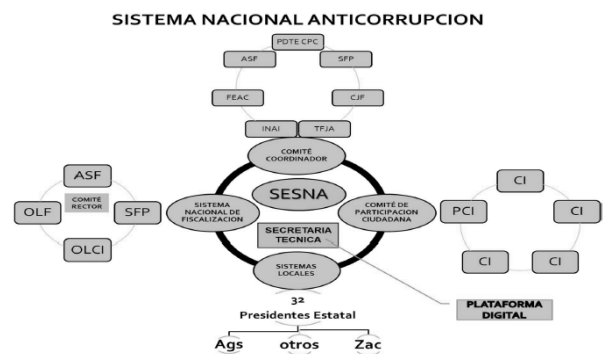 SISTEMA NACIONAL ANTICORRUPCION
PDTE CPC
ASF
SFP
FEAC
CJF
INAI
TFJA
COMITÉ
COORDINADOR
ASF
COMITÉ
RECTOR
OLF
SFP
OLCI
SISTEMA
NACIONAL DE
FISCALIZACION
SESNA
SECRETARIA
TECNICA
COMITÉ DE
PARTICIPACION
CIUDADANA
SISTEMAS
LOCALES
CI
PCI
CI
CI
CI
PLATAFORMA
DIGITAL
32
Presidentes Estatal
Ags
otros
Zac